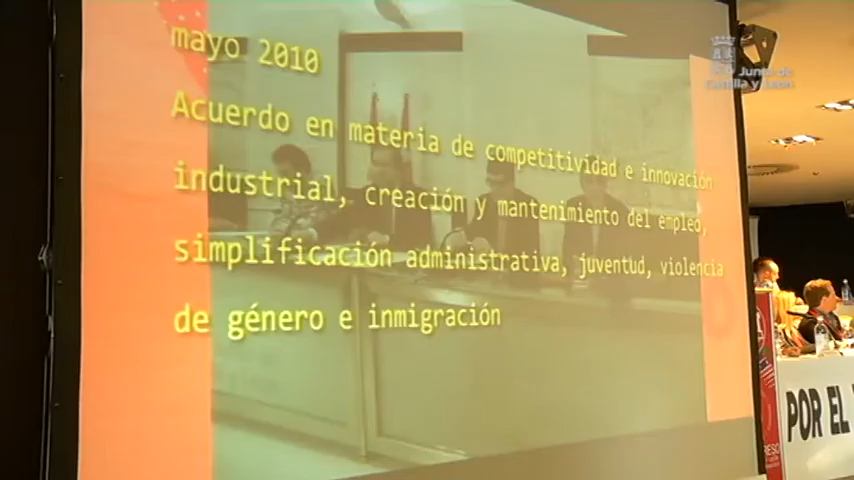 mayo 2010
Junta de
Castilla y León
Acuerdo en materia de competitividad e innovación
industrial, creación y mantenimiento del empleo,
simplificación administrativa, juventud, violencia
de género e inmigración
POR EL